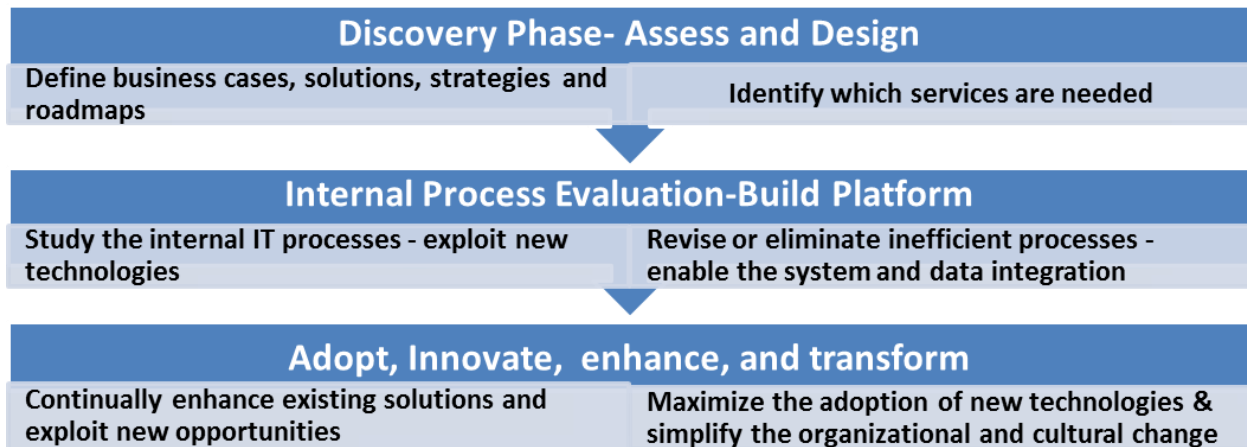 Discovery Phase- Assess and Design
Define business cases, solutions, strategies and
roadmaps
Identify which services are needed
Internal Process Evaluation-Build Platform
Study the internal IT processes - exploit new
technologies
Revise or eliminate inefficient processes -
enable the system and data integration
Adopt, Innovate, enhance, and transform
Continually enhance existing solutions and
exploit new opportunities
Maximize the adoption of new technologies &
simplify the organizational and cultural change